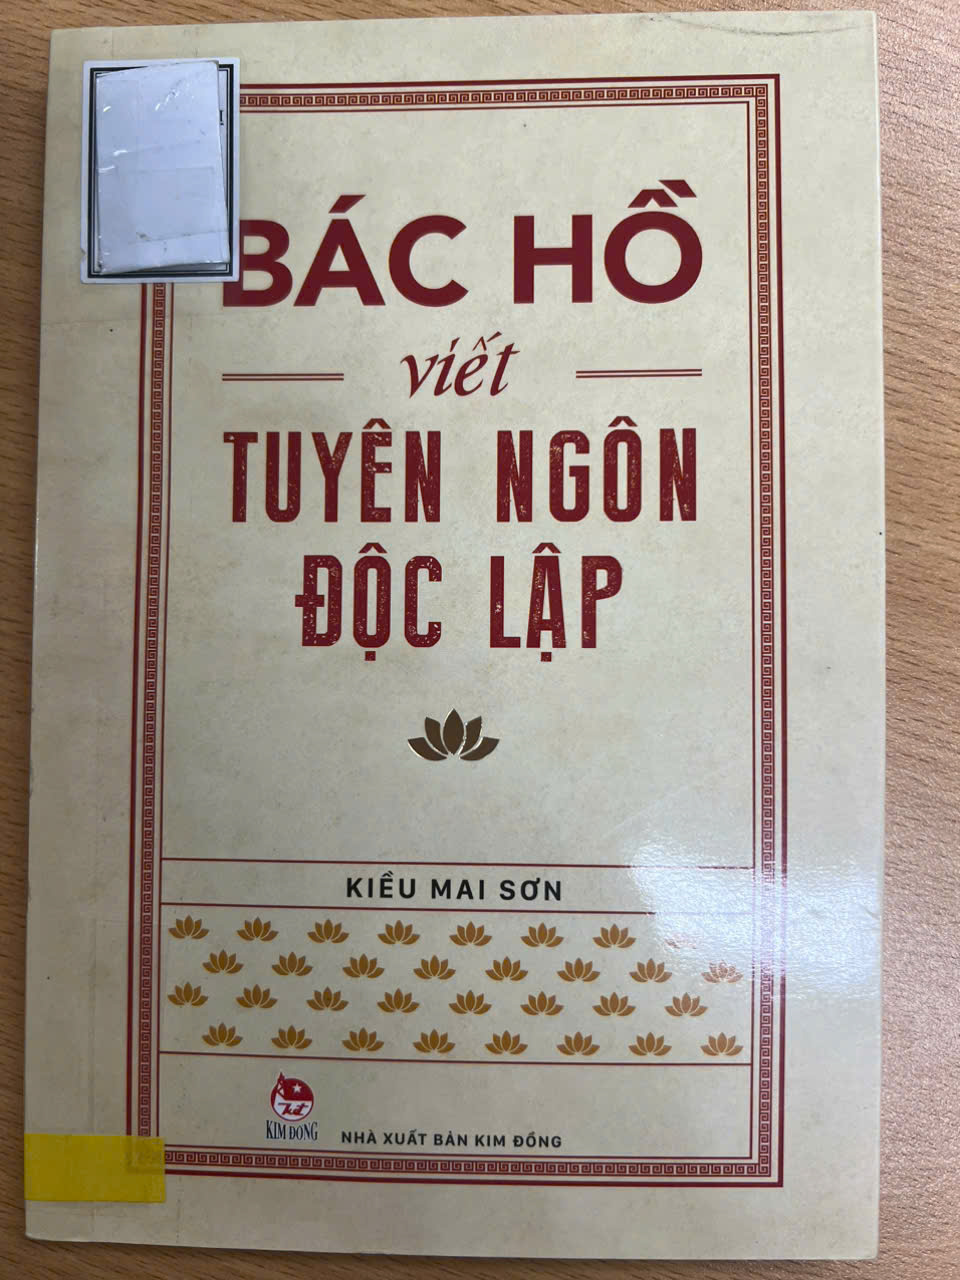 BÁC HỒ
viết
TUYÊN NGÔN
ĐỘC LẬP
KIỀU MAI SƠN
KIM ĐỒNG
NHÀ XUẤT BẢN KIM ĐỒNG